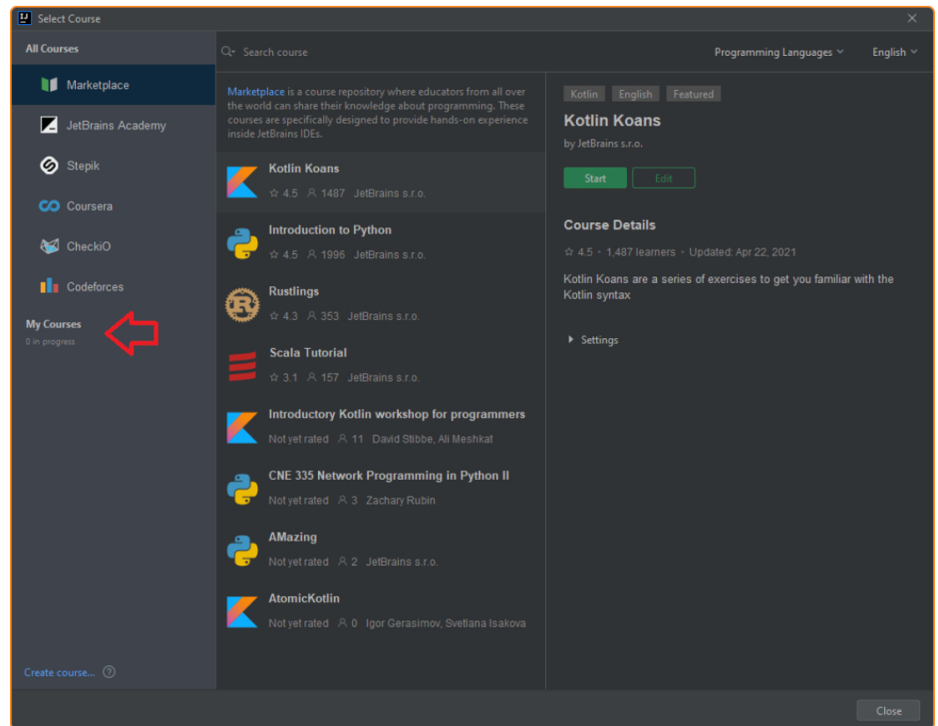 Select Course
All Courses
Marketplace
JetBrains Academy
Stepik
Coursera
CheckiO
Codeforces
My Courses
0 in progress
Create course...
Search course
Programming Languages
English
Marketplace is a course repository where educators from all over
the world can share their knowledge about programming. These
courses are specifically designed to provide hands-on experience
inside JetBrains IDEs.
Kotlin Koans
4.5 1487 JetBrains s.r.o.
Introduction to Python
4.5 1996 JetBrains s.r.o.
Rustlings
4.3 353 JetBrains s.r.o.
Scala Tutorial
3.1 157 JetBrains s.r.o.
Introductory Kotlin workshop for programmers
Not yet rated 11 David Stibbe, Ali Meshkat
CNE 335 Network Programming in Python II
Not yet rated 3 Zachary Rubin
AMazing
Not yet rated 2 JetBrains s.r.o.
AtomicKotlin
Not yet rated 0 Igor Gerasimov, Svetlana Isakova
Kotlin English Featured
Kotlin Koans
by JetBrains s.r.o.
Start Edit
Course Details
4.5 • 1,487 learners • Updated: Apr 22, 2021
Kotlin Koans are a series of exercises to get you familiar with the
Kotlin syntax
Settings
Close